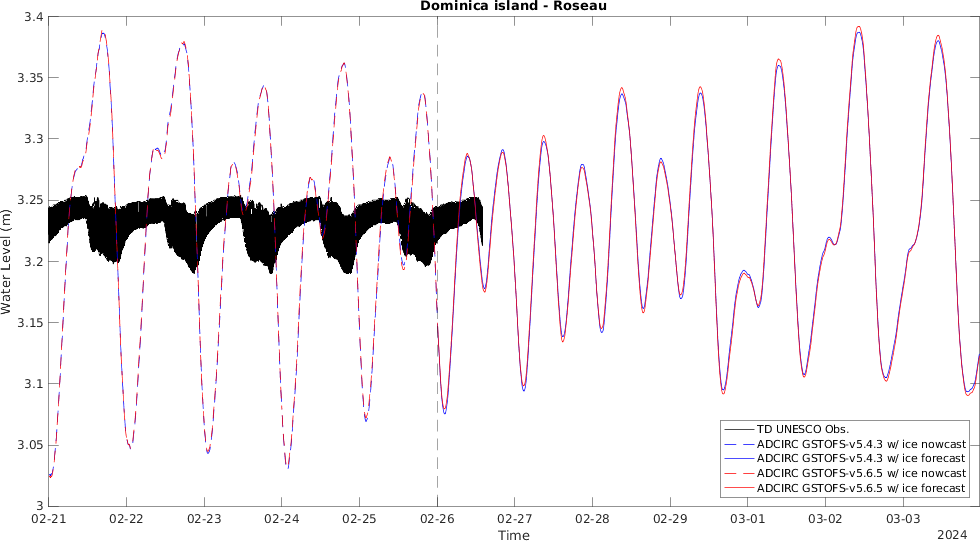 Dominica island - Roseau
3.4
3.35
3.3
3.25
3.2
3.15
3.1
3.05
3
Water Level (m)
02-21 02-22 02-23 02-24 02-25 02-26 02-27 02-28 02-29 03-01 03-02 03-03
Time
2024
TD UNESCO Obs.
ADCIRC GSTOFS-v5.4.3 w/ ice nowcast
ADCIRC GSTOFS-v5.4.3 w/ ice forecast
ADCIRC GSTOFS-v5.6.5 w/ ice nowcast
ADCIRC GSTOFS-v5.6.5 w/ ice forecast